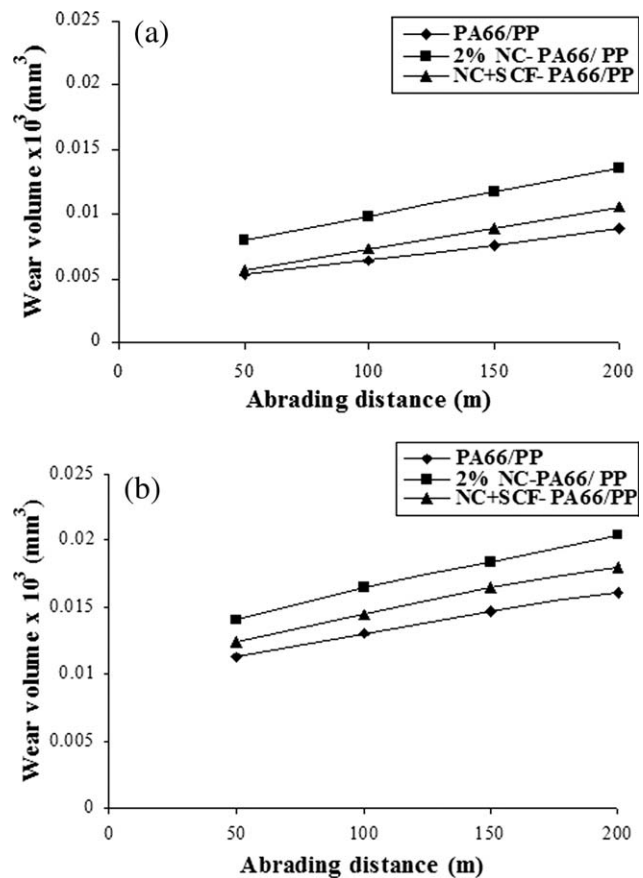 (a)
PA66/PP
2% NC- PA66/ PP
NC+SCF- PA66/PP
Wear volume x10³ (mm³)
0.025
0.02
0.015
0.01
0.005
0
0 50 100 150 200
Abrading distance (m)
(b)
PA66/PP
2% NC-PA66/ PP
NC+SCF- PA66/PP
Wear volume x 10³ (mm³)
0.025
0.02
0.015
0.01
0.005
0
0 50 100 150 200
Abrading distance (m)